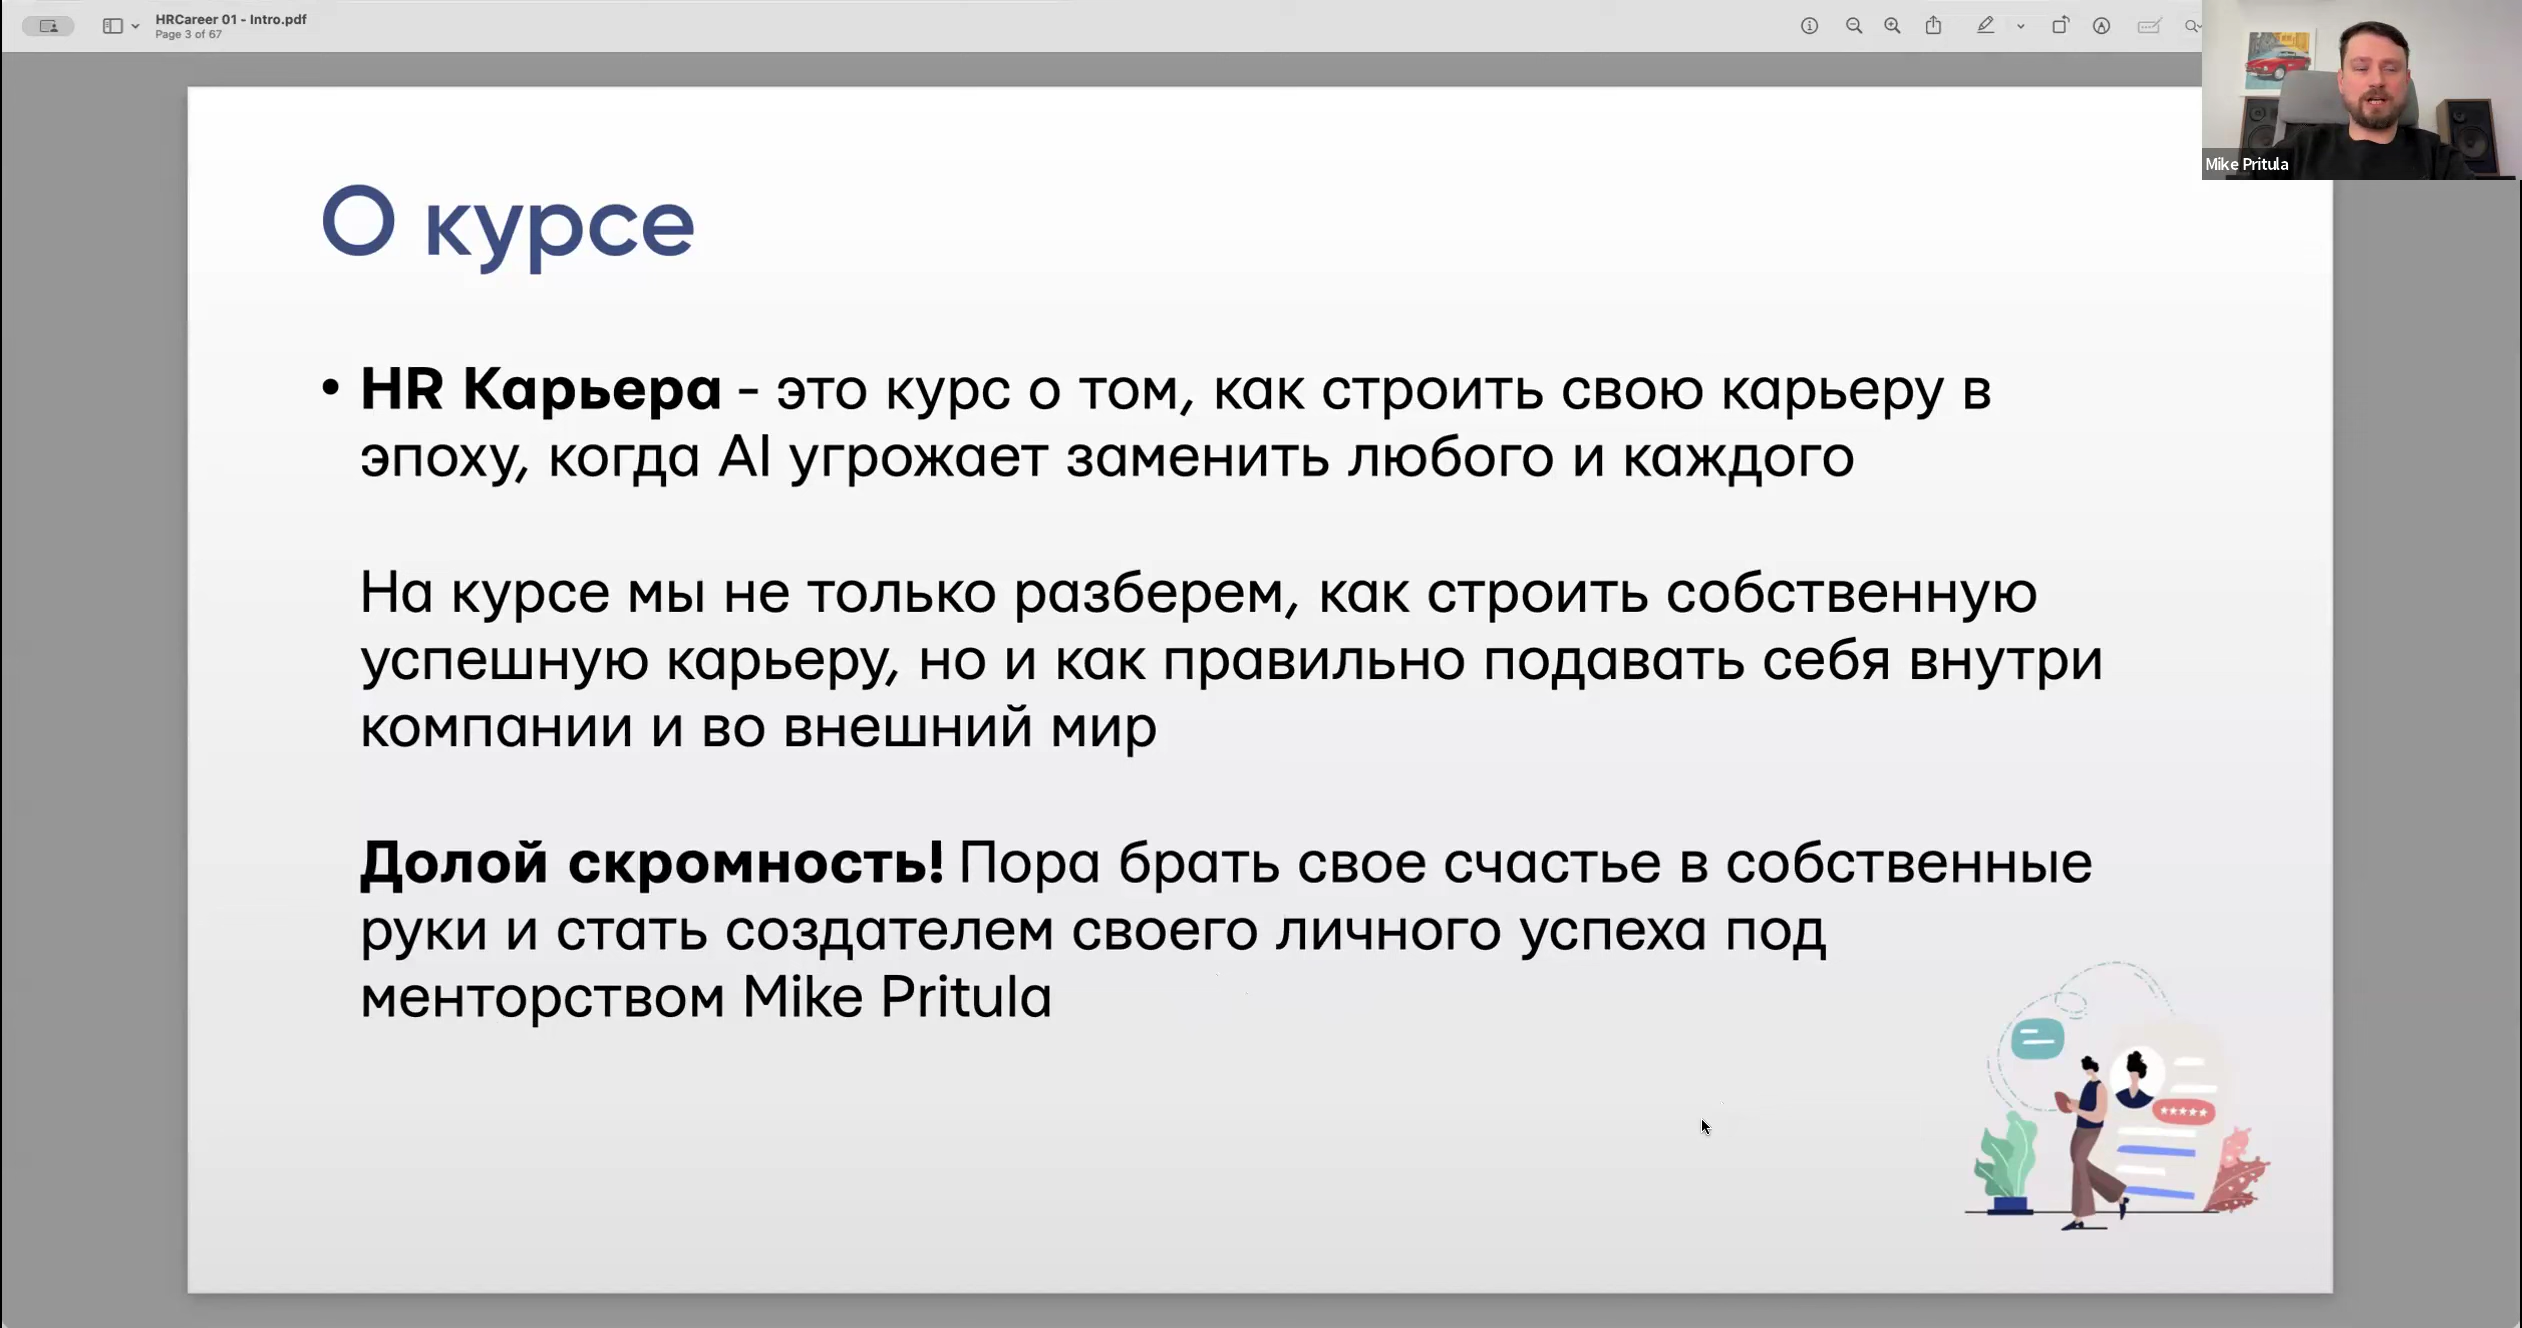 HRCareer 01 - Intro.pdf
Page 3 of 67
Mike Pritula
О курсе
• HR Карьера - это курс о том, как строить свою карьеру в
эпоху, когда AI угрожает заменить любого и каждого
На курсе мы не только разберем, как строить собственную
успешную карьеру, но и как правильно подавать себя внутри
компании и во внешний мир
Долой скромность! Пора брать свое счастье в собственные
руки и стать создателем своего личного успеха под
менторством Mike Pritula